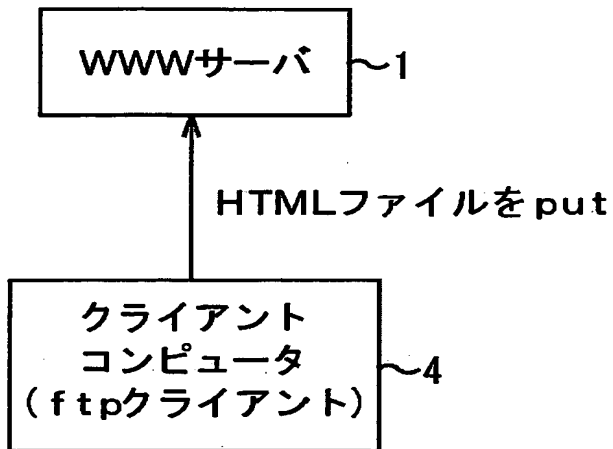 WWWサーバ 〜1
HTMLファイルをput
クライアント
コンピュータ 〜4
(ftpクライアント)